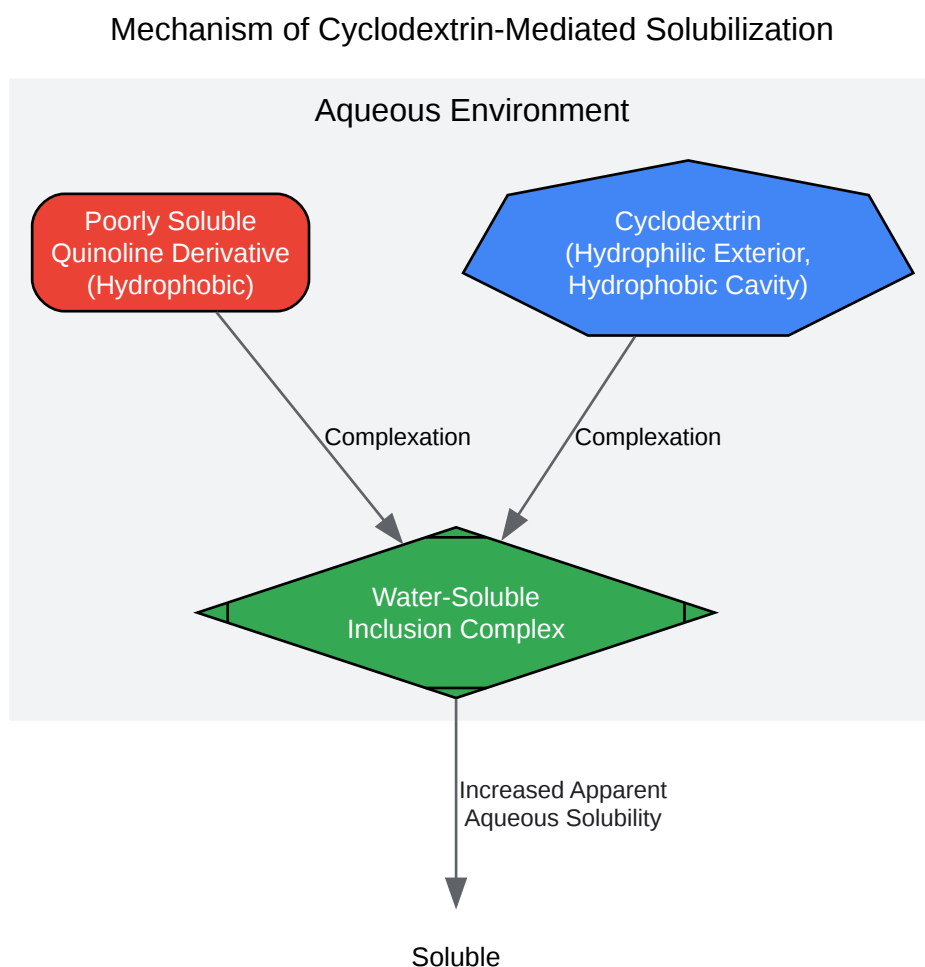 Mechanism of Cyclodextrin-Mediated Solubilization
Aqueous Environment
Poorly Soluble
Quinoline Derivative
(Hydrophobic)
Cyclodextrin
(Hydrophilic Exterior,
Hydrophobic Cavity)
Complexation
Complexation
Water-Soluble
Inclusion Complex
Increased Apparent
Aqueous Solubility
Soluble